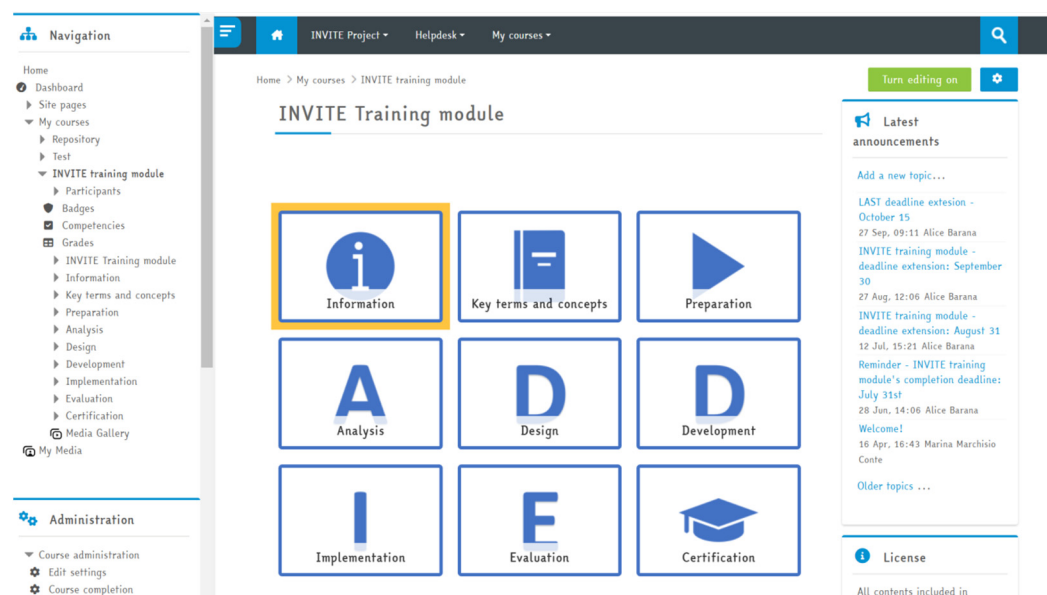 Navigation
Home
Dashboard
Site pages
My courses
Repository
Test
INVITE training module
Participants
Badges
Competencies
Grades
INVITE Training module
Information
Key terms and concepts
Preparation
Analysis
Design
Development
Implementation
Evaluation
Certification
Media Gallery
My Media
Administration
Course administration
Edit settings
Course completion
INVITE Project
Helpdesk
My courses
Home > My courses > INVITE training module
Turn editing on
INVITE Training module
Information
Key terms and concepts
Preparation
A
Analysis
D
Design
D
Development
I
Implementation
E
Evaluation
Certification
Latest
announcements
Add a new topic...
LAST deadline extesion -
October 15
27 Sep, 09:11 Alice Barana
INVITE training module -
deadline extension: September
30
27 Aug, 12:06 Alice Barana
INVITE training module -
deadline extension: August 31
12 Jul, 15:21 Alice Barana
Reminder - INVITE training
module's completion deadline:
July 31st
28 Jun, 14:06 Alice Barana
Welcome!
16 Apr, 16:43 Marina Marchisio
Conte
Older topics ...
License
All contents included in